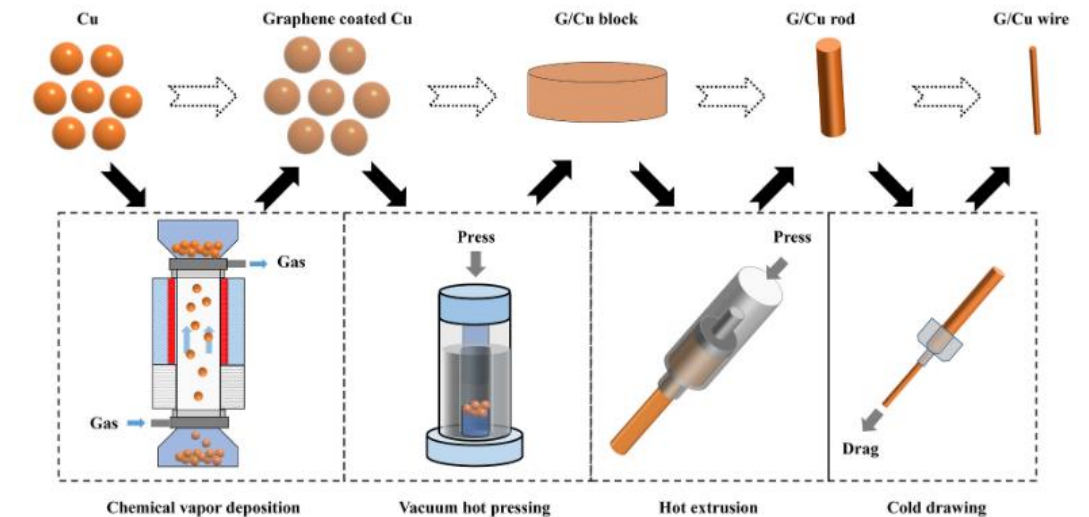 Cu
Graphene coated Cu
G/Cu block
G/Cu rod
G/Cu wire
Gas
Gas
Press
Press
Drag
Chemical vapor deposition
Vacuum hot pressing
Hot extrusion
Cold drawing